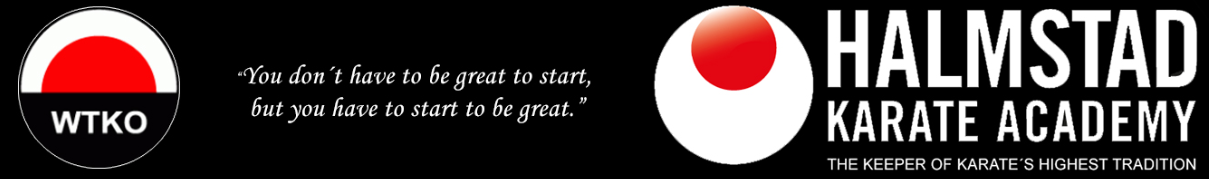 WTKO
“You don´t have to be great to start,
but you have to start to be great.”
HALMSTAD
KARATE ACADEMY
THE KEEPER OF KARATE´S HIGHEST TRADITION